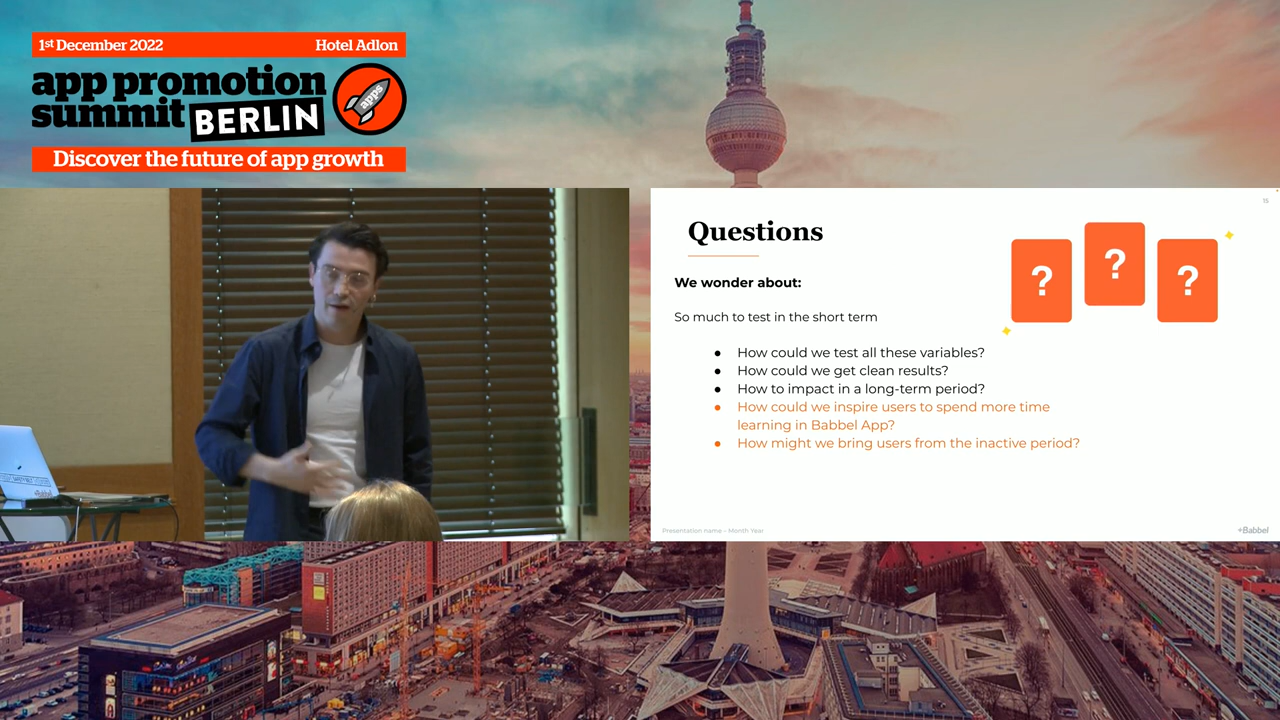 1st December 2022
Hotel Adlon
app promotion
summit BERLIN
apps
Discover the future of app growth
15
Questions
? ? ?
We wonder about:
So much to test in the short term
● How could we test all these variables?
● How could we get clean results?
● How to impact in a long-term period?
● How could we inspire users to spend more time
learning in Babbel App?
● How might we bring users from the inactive period?
Presentation name – Month Year
+Babbel